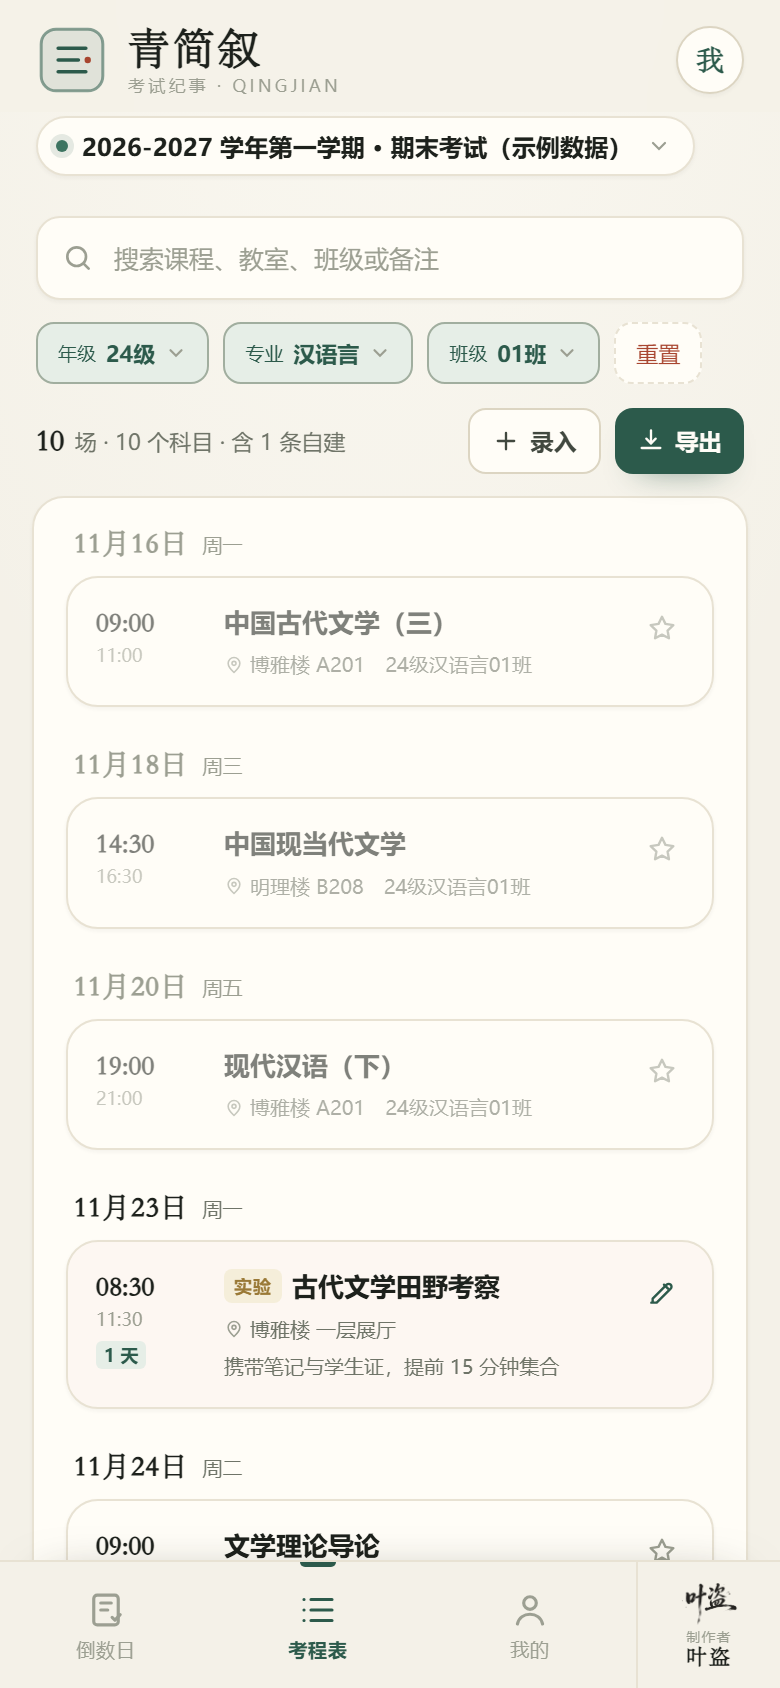 青简叙
考试纪事 · QINGJIAN
我
2026-2027 学年第一学期 • 期末考试（示例数据）
搜索课程、教室、班级或备注
年级 24级
专业 汉语言
班级 01班
重置
10 场 · 10 个科目 · 含 1 条自建
录入
导出
11月16日 周一
09:00 中国古代文学（三）
11:00 博雅楼 A201 24级汉语言01班
11月18日 周三
14:30 中国现当代文学
16:30 明理楼 B208 24级汉语言01班
11月20日 周五
19:00 现代汉语（下）
21:00 博雅楼 A201 24级汉语言01班
11月23日 周一
08:30 实验 古代文学田野考察
11:30 博雅楼 一层展厅
1 天 携带笔记与学生证，提前 15 分钟集合
11月24日 周二
09:00 文学理论导论
倒数日
考程表
我的
叶盗
制作者
叶盗